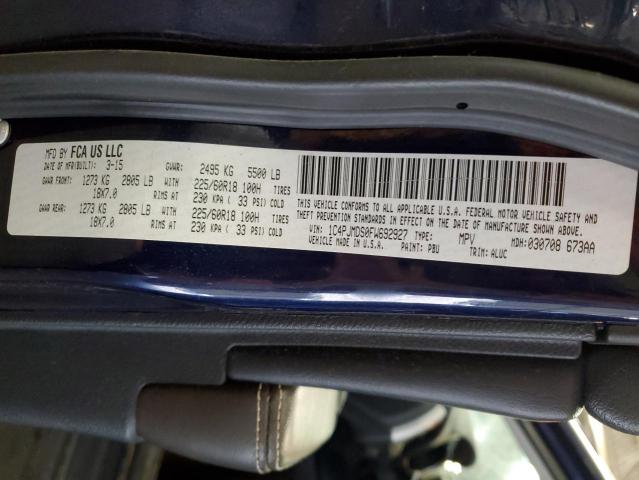 MFD BY FCA US LLC
DATE OF MFR(BUILT): 3-15 GVWR: 2495 KG 5500 LB
GAWR FRONT: 1273 KG 2805 LB WITH 225/60R18 100H TIRES
18X7.0 RIMS AT 230 KPA ( 33 PSI) COLD
GAWR REAR: 1273 KG 2805 LB WITH 225/60R18 100H TIRES
18X7.0 RIMS AT 230 KPA ( 33 PSI) COLD
THIS VEHICLE CONFORMS TO ALL APPLICABLE U.S.A. FEDERAL MOTOR VEHICLE SAFETY AND
THEFT PREVENTION STANDARDS IN EFFECT ON THE DATE OF MANUFACTURE SHOWN ABOVE.
VIN: 1C4PJMDS0FW692927 MPV MDH: 030708 673AA
VEHICLE MADE IN U.S.A. PAINT: PBU TRIM: ALUC